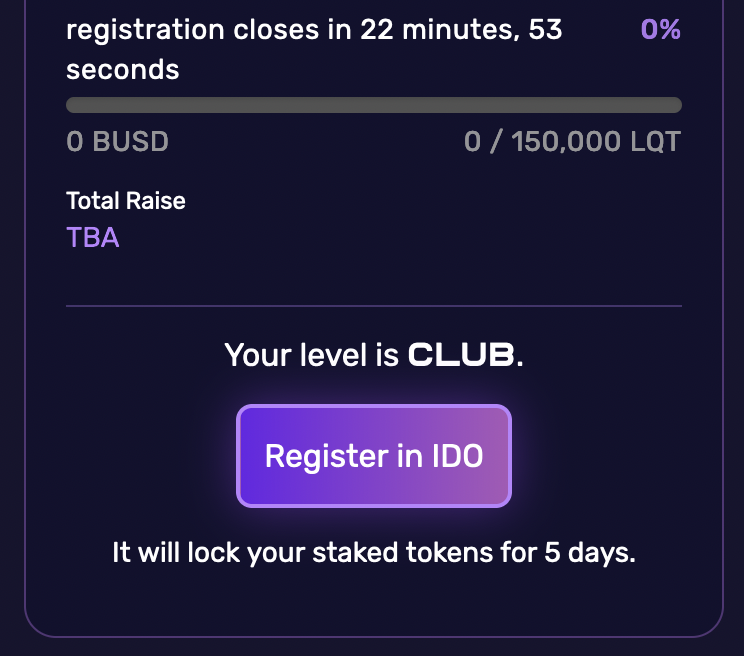 registration closes in 22 minutes, 53 0%
seconds
0 BUSD 0 / 150,000 LQT
Total Raise
TBA
Your level is CLUB.
Register in IDO
It will lock your staked tokens for 5 days.